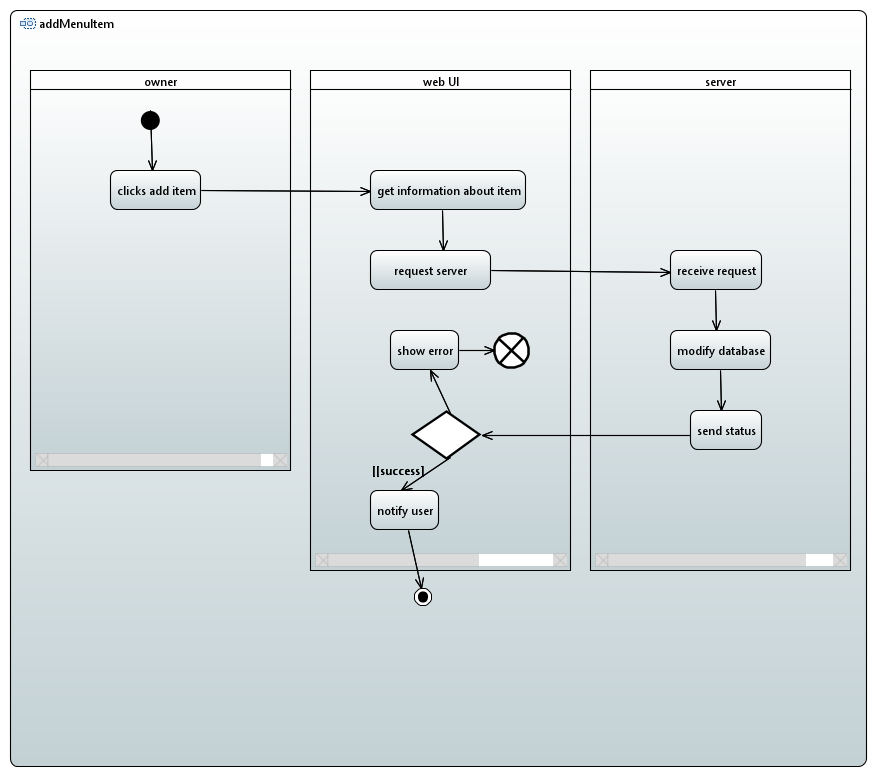 addMenuItem
owner
web UI
server
clicks add item
get information about item
request server
receive request
show error
modify database
send status
[[success]
notify user